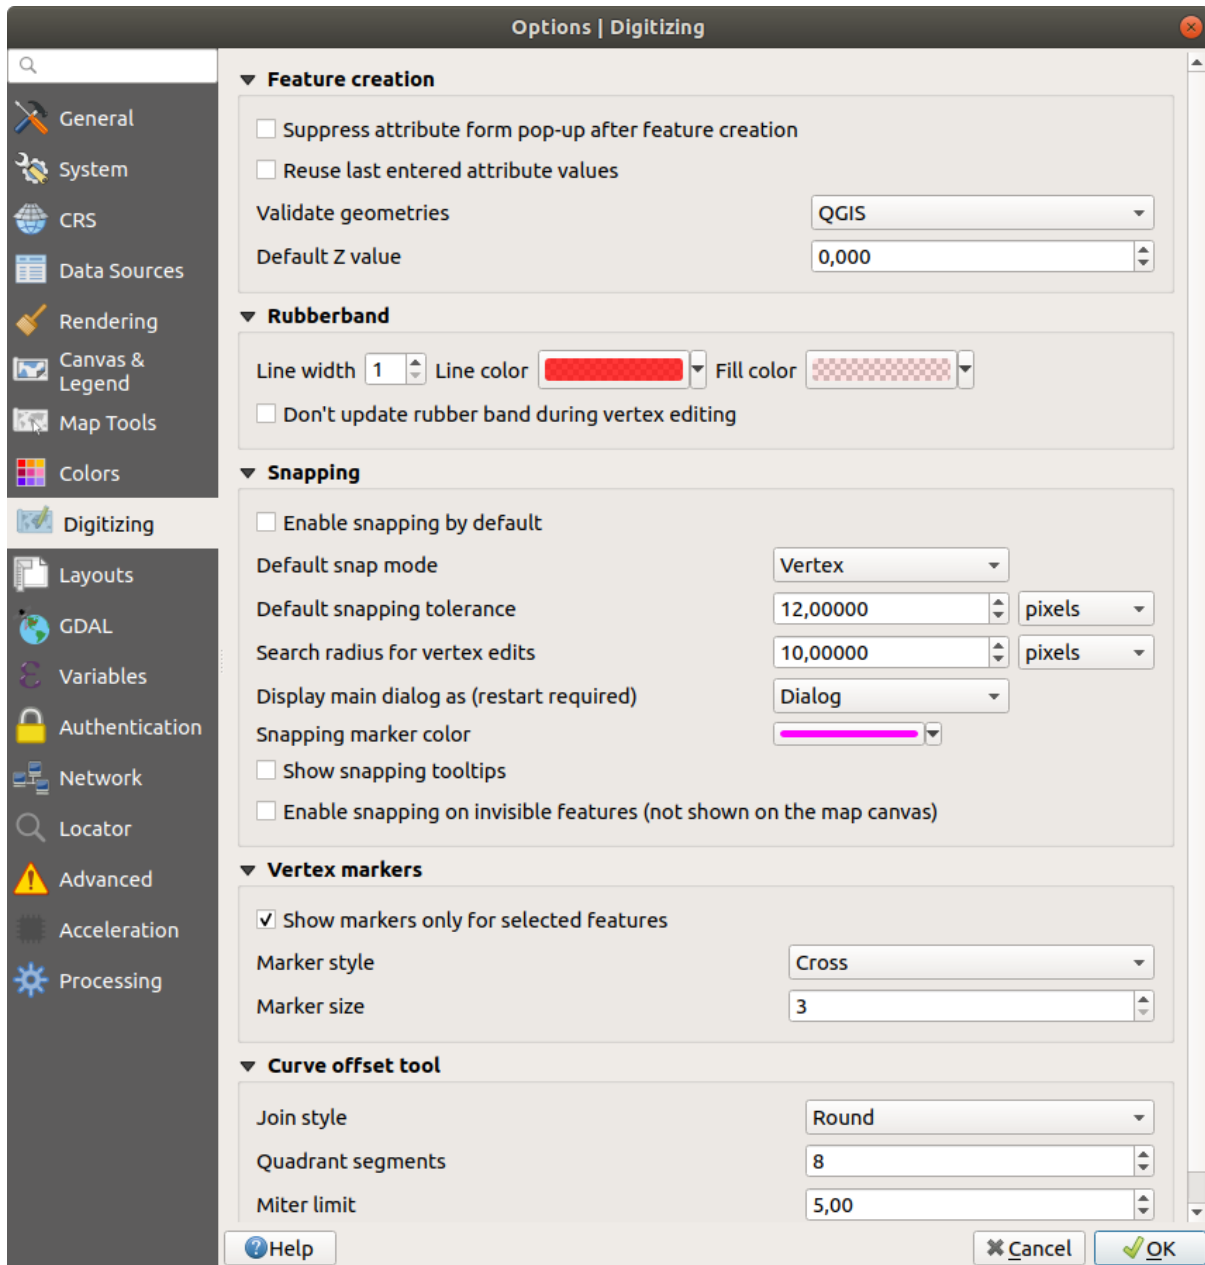 Options | Digitizing
General
System
CRS
Data Sources
Rendering
Canvas &
Legend
Map Tools
Colors
Digitizing
Layouts
GDAL
Variables
Authentication
Network
Locator
Advanced
Acceleration
Processing
Feature creation
Suppress attribute form pop-up after feature creation
Reuse last entered attribute values
Validate geometries QGIS
Default Z value 0,000
Rubberband
Line width 1 Line color Fill color
Don't update rubber band during vertex editing
Snapping
Enable snapping by default
Default snap mode Vertex
Default snapping tolerance 12,00000 pixels
Search radius for vertex edits 10,00000 pixels
Display main dialog as (restart required) Dialog
Snapping marker color
Show snapping tooltips
Enable snapping on invisible features (not shown on the map canvas)
Vertex markers
Show markers only for selected features
Marker style Cross
Marker size 3
Curve offset tool
Join style Round
Quadrant segments 8
Miter limit 5,00
Help Cancel OK